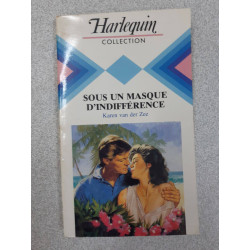 Harlequin
COLLECTION
SOUS UN MASQUE
D'INDIFFÉRENCE
Karen van der Zee